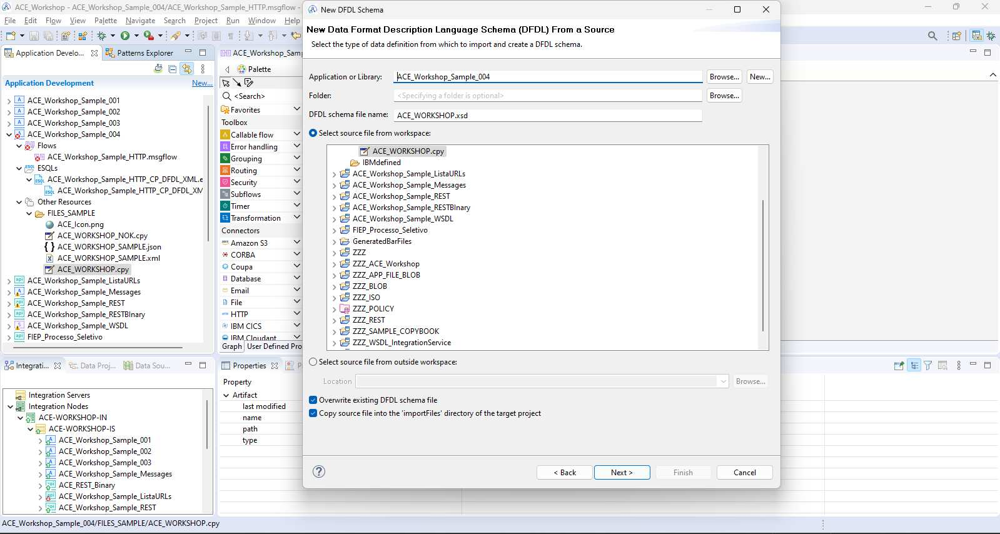 ACE_Workshop - ACE_Workshop_Sample_004/ACE_Workshop_Sample_HTTP.msgflow -
File Edit Flow View Palette Navigate Search Project Run Window Help
Application Develo... Patterns Explorer
Application Development New...
ACE_Workshop_Sample_001
ACE_Workshop_Sample_002
ACE_Workshop_Sample_003
ACE_Workshop_Sample_004
Flows
ACE_Workshop_Sample_HTTP.msgflow
ESQLs
ACE_Workshop_Sample_HTTP_CP_DFDL_XML.e
ACE_Workshop_Sample_HTTP_CP_DFDL_XM
Other Resources
FILES_SAMPLE
ACE_Icon.png
ACE_WORKSHOP_NOK.cpy
ACE_WORKSHOP_SAMPLE.json
ACE_WORKSHOP_SAMPLE.xml
ACE_WORKSHOP.cpy
ACE_Workshop_Sample_ListaURLs
ACE_Workshop_Sample_Messages
ACE_Workshop_Sample_REST
ACE_Workshop_Sample_RESTBInary
ACE_Workshop_Sample_WSDL
FIEP_Processo_Seletivo
ACE_Workshop_Sam
Palette
<Search>
Favorites
Toolbox
Callable flow
Error handling
Grouping
Routing
Security
Subflows
Timer
Transformation
Connectors
Amazon S3
CORBA
Coupa
Database
Email
File
HTTP
IBM CICS
IBM Cloudant
Graph User Defined Pro
New DFDL Schema
New Data Format Description Language Schema (DFDL) From a Source
Select the type of data definition from which to import and create a DFDL schema.
Application or Library: ACE_Workshop_Sample_004 Browse... New...
Folder: <Specifying a folder is optional> Browse...
DFDL schema file name: ACE_WORKSHOP.xsd
Select source file from workspace:
ACE_WORKSHOP.cpy
IBMdefined
ACE_Workshop_Sample_ListaURLs
ACE_Workshop_Sample_Messages
ACE_Workshop_Sample_REST
ACE_Workshop_Sample_RESTBInary
ACE_Workshop_Sample_WSDL
FIEP_Processo_Seletivo
GeneratedBarFiles
ZZZ
ZZZ_ACE_Workshop
ZZZ_APP_FILE_BLOB
ZZZ_BLOB
ZZZ_ISO
ZZZ_POLICY
ZZZ_REST
ZZZ_SAMPLE_COPYBOOK
ZZZ_WSDL_IntegrationService
Select source file from outside workspace:
Location Browse...
Overwrite existing DFDL schema file
Copy source file into the 'importFiles' directory of the target project
< Back Next > Finish Cancel
Integrati... Data Proj... Data Sou...
Integration Servers
Integration Nodes
ACE-WORKSHOP-IN
ACE-WORKSHOP-IS
ACE_Workshop_Sample_001
ACE_Workshop_Sample_002
ACE_Workshop_Sample_003
ACE_Workshop_Sample_Messages
ACE_REST_Binary
ACE_Workshop_Sample_ListaURLs
ACE_Workshop_Sample_REST
Properties P
Property
Artifact
last modified
name
path
type
ACE_Workshop_Sample_004/FILES_SAMPLE/ACE_WORKSHOP.cpy